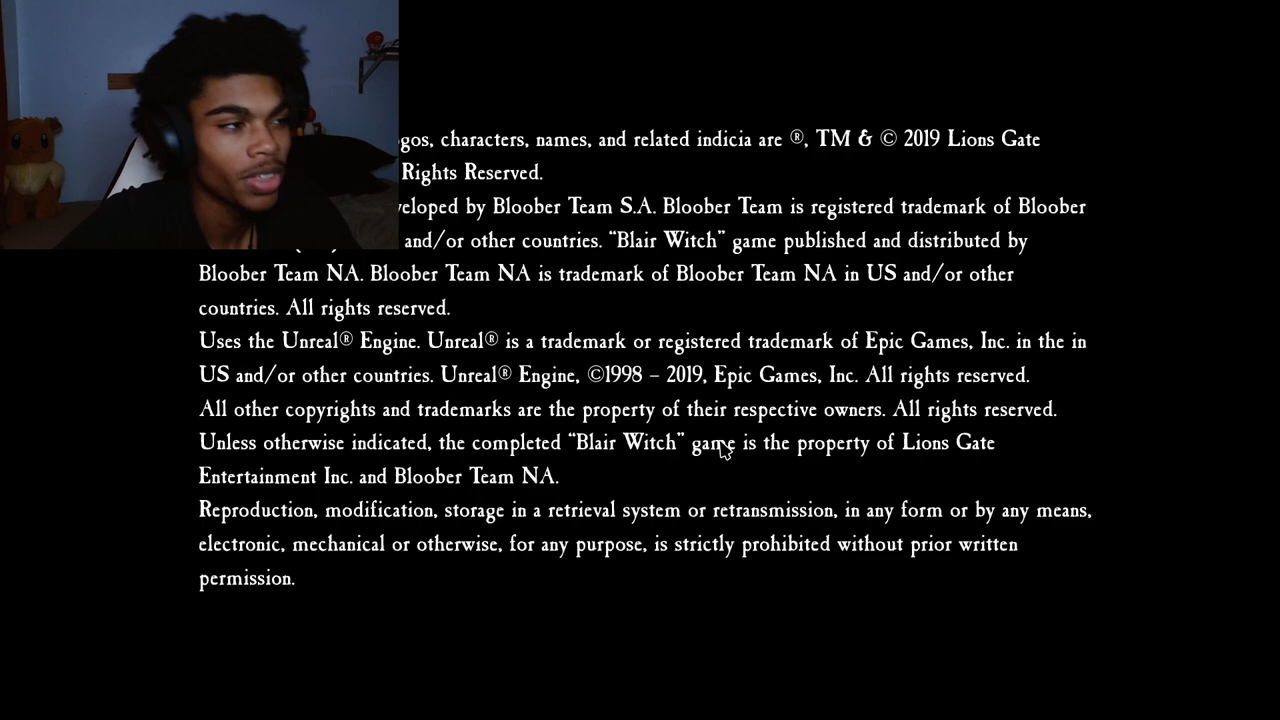 gos, characters, names, and related indicia are ®, TM & © 2019 Lions Gate
Rights Reserved.
veloped by Bloober Team S.A. Bloober Team is registered trademark of Bloober
and/or other countries. “Blair Witch” game published and distributed by
Bloober Team NA. Bloober Team NA is trademark of Bloober Team NA in US and/or other
countries. All rights reserved.
Uses the Unreal® Engine. Unreal® is a trademark or registered trademark of Epic Games, Inc. in the in
US and/or other countries. Unreal® Engine, ©1998 – 2019, Epic Games, Inc. All rights reserved.
All other copyrights and trademarks are the property of their respective owners. All rights reserved.
Unless otherwise indicated, the completed “Blair Witch” game is the property of Lions Gate
Entertainment Inc. and Bloober Team NA.
Reproduction, modification, storage in a retrieval system or retransmission, in any form or by any means,
electronic, mechanical or otherwise, for any purpose, is strictly prohibited without prior written
permission.